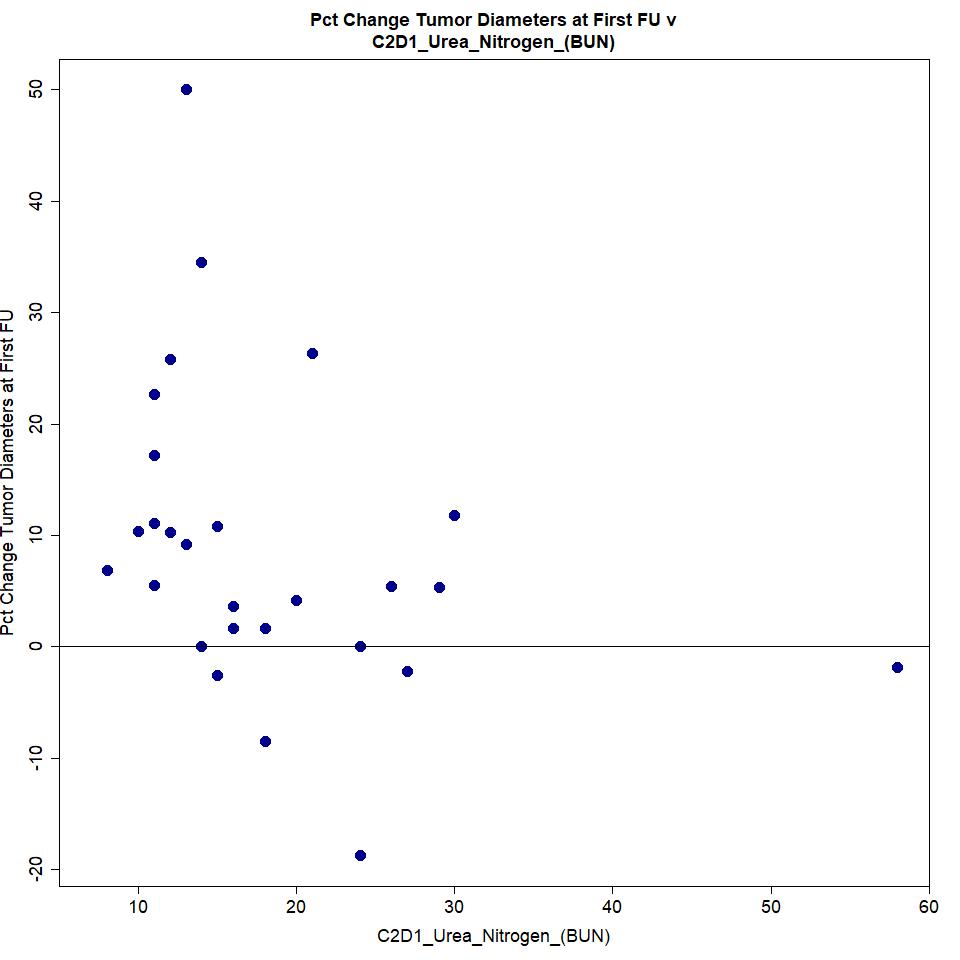 Pct Change Tumor Diameters at First FU v
C2D1_Urea_Nitrogen_(BUN)
Pct Change Tumor Diameters at First FU
50
40
30
20
10
0
-10
-20
10 20 30 40 50 60
C2D1_Urea_Nitrogen_(BUN)